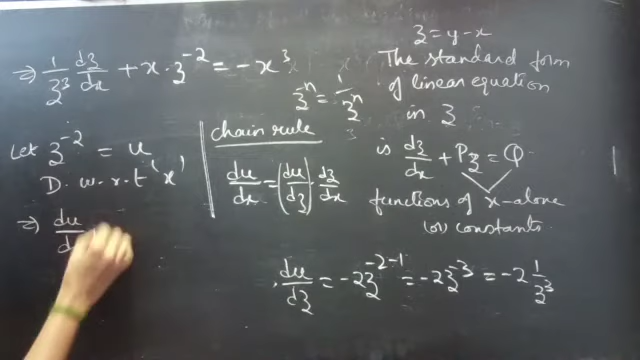 ⇒ 1/z³ dz/dx + x · z⁻² = −x³
Let z⁻² = u
D. w.r.t 'x'
⇒ du/
z⁻ⁿ = 1/zⁿ
chain rule
du/dx = (du/dz) · dz/dx
z = y−x
The standard form
of linear equation
in z
is dz/dx + Pz = Q
functions of x-alone
(or) constants
du/dz = −2z⁻²⁻¹ = −2z⁻³ = −2 1/z³